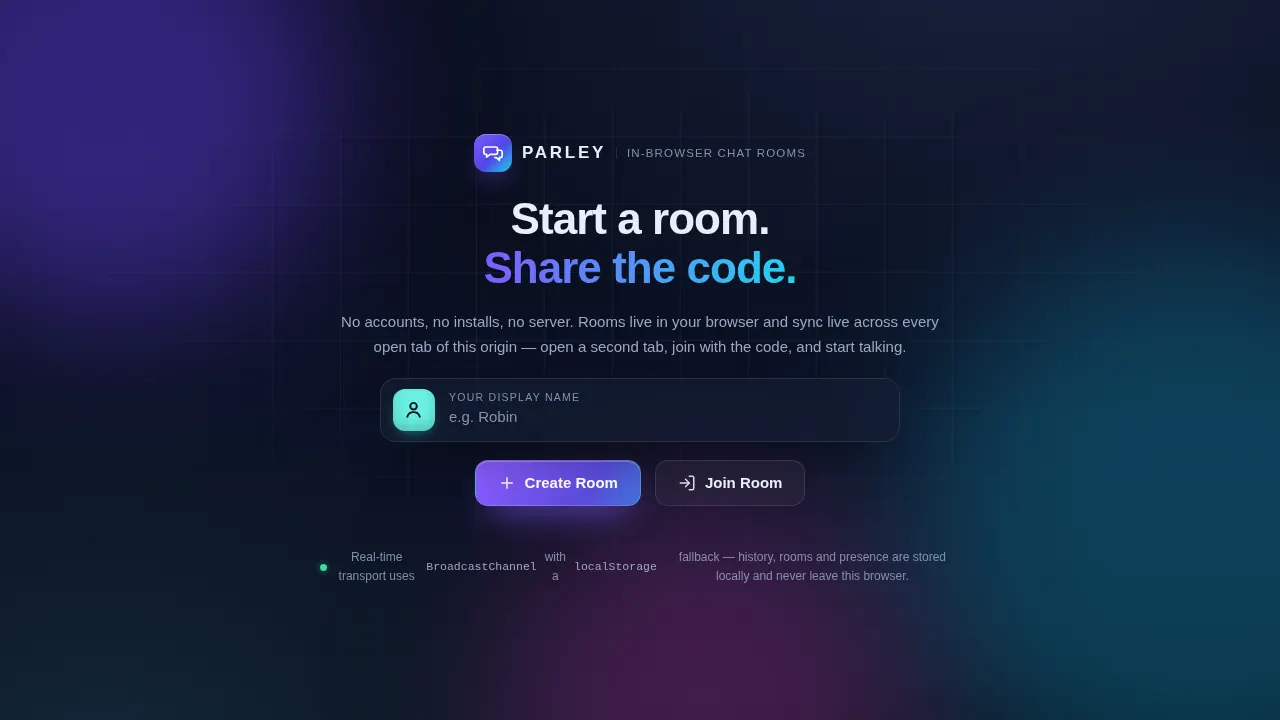 PARLEY
IN-BROWSER CHAT ROOMS
Start a room.
Share the code.
No accounts, no installs, no server. Rooms live in your browser and sync live across every
open tab of this origin — open a second tab, join with the code, and start talking.
YOUR DISPLAY NAME
e.g. Robin
Create Room
Join Room
Real-time
transport uses
BroadcastChannel
with
a
localStorage
fallback — history, rooms and presence are stored
locally and never leave this browser.